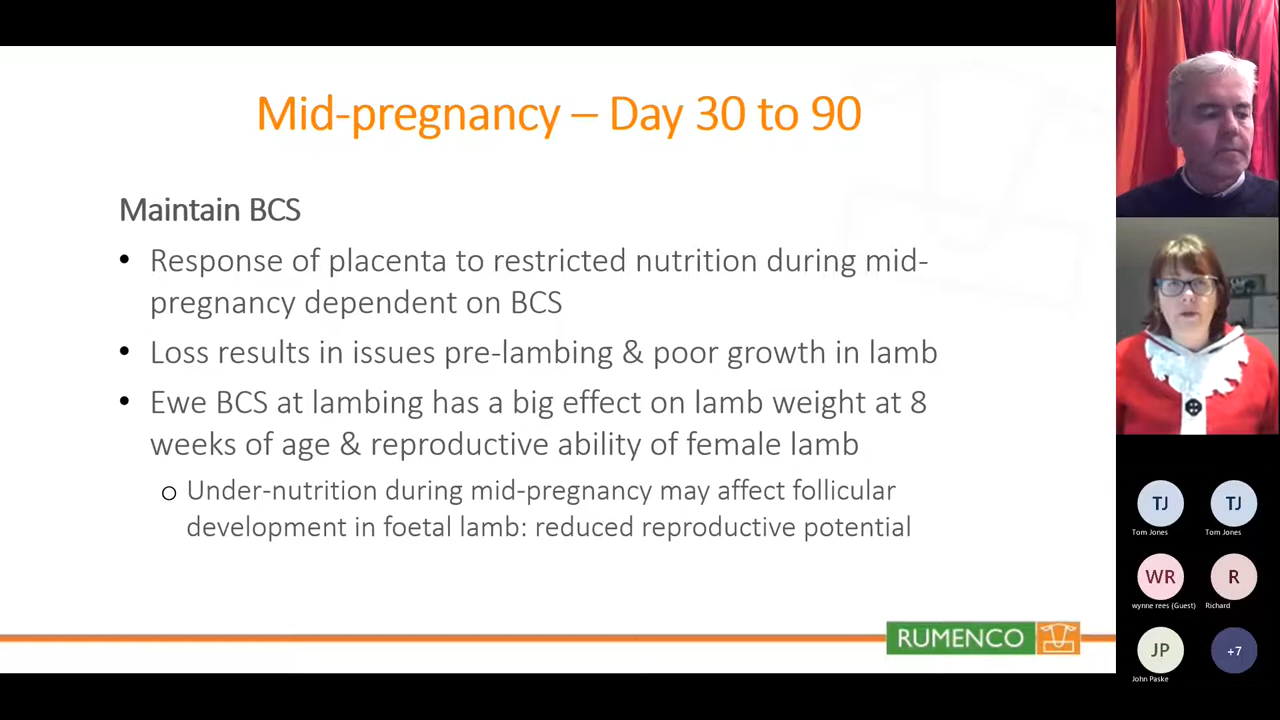 Mid-pregnancy – Day 30 to 90
Maintain BCS
• Response of placenta to restricted nutrition during mid-
pregnancy dependent on BCS
• Loss results in issues pre-lambing & poor growth in lamb
• Ewe BCS at lambing has a big effect on lamb weight at 8
weeks of age & reproductive ability of female lamb
o Under-nutrition during mid-pregnancy may affect follicular
development in foetal lamb: reduced reproductive potential
RUMENCO
TJ
Tom Jones
TJ
Tom Jones
WR
wynne rees (Guest)
R
Richard
JP
John Paske
+7